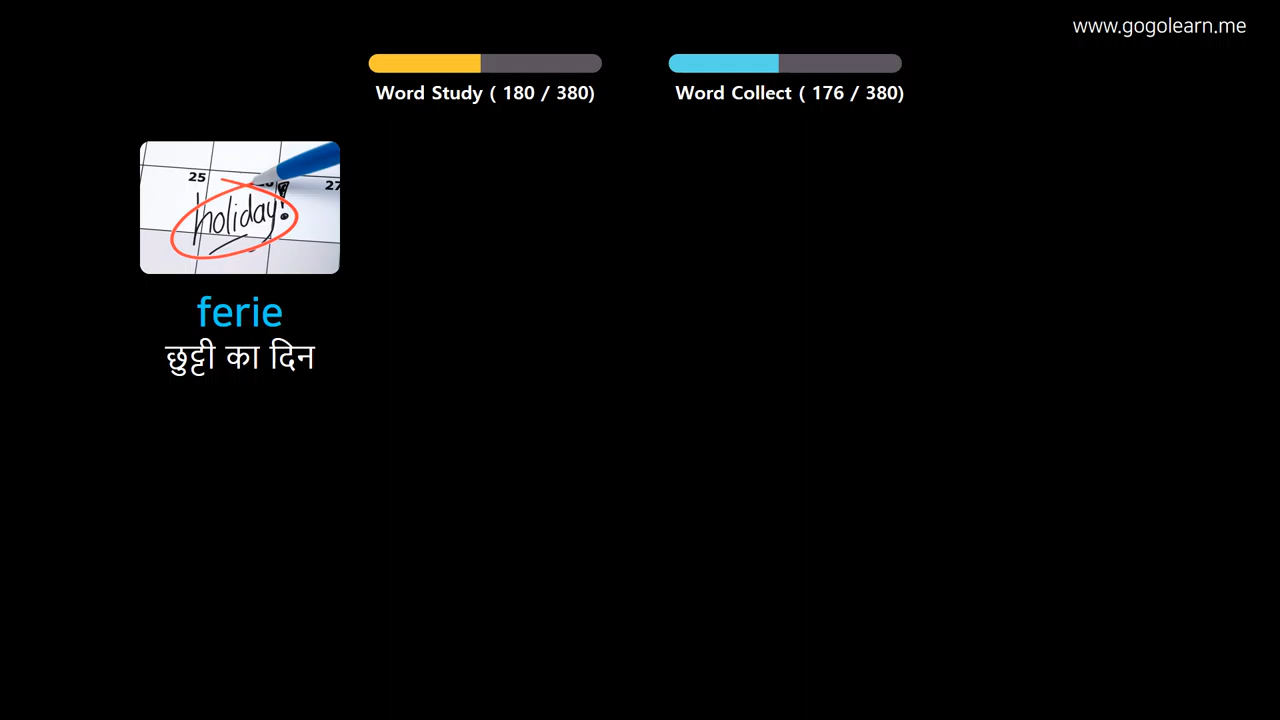 www.gogolearn.me
Word Study ( 180 / 380)
Word Collect ( 176 / 380)
25 27
holiday!
ferie
छुट्टी का दिन